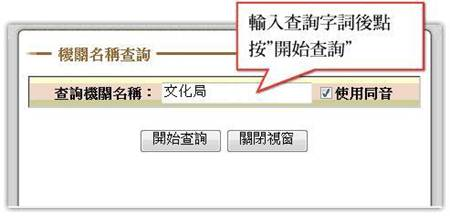 輸入查詢字詞後點
按”開始查詢”
機關名稱查詢
查詢機關名稱： 文化局 使用同音
開始查詢 關閉視窗